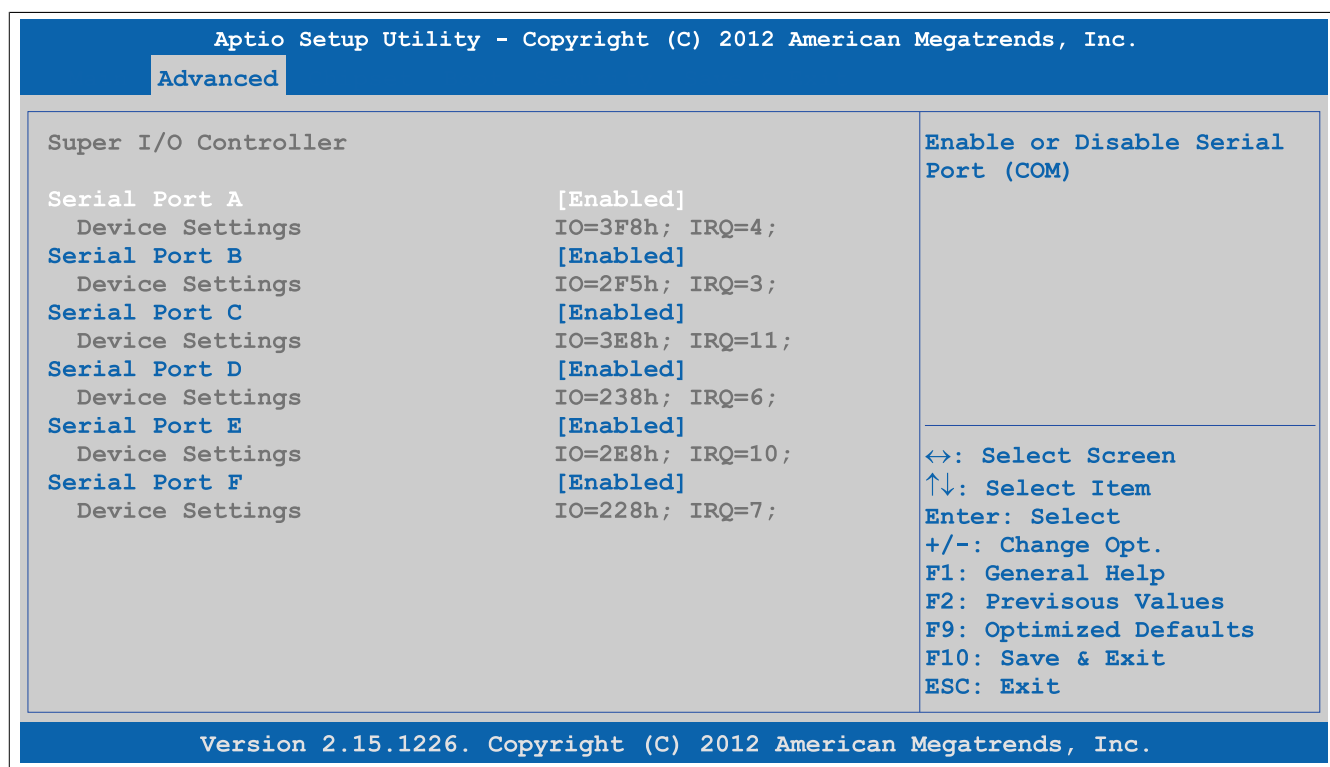 Aptio Setup Utility - Copyright (C) 2012 American Megatrends, Inc.
Advanced
Super I/O Controller
Serial Port A [Enabled]
Device Settings IO=3F8h; IRQ=4;
Serial Port B [Enabled]
Device Settings IO=2F5h; IRQ=3;
Serial Port C [Enabled]
Device Settings IO=3E8h; IRQ=11;
Serial Port D [Enabled]
Device Settings IO=238h; IRQ=6;
Serial Port E [Enabled]
Device Settings IO=2E8h; IRQ=10;
Serial Port F [Enabled]
Device Settings IO=228h; IRQ=7;
Enable or Disable Serial
Port (COM)
↔: Select Screen
↑↓: Select Item
Enter: Select
+/-: Change Opt.
F1: General Help
F2: Previsous Values
F9: Optimized Defaults
F10: Save & Exit
ESC: Exit
Version 2.15.1226. Copyright (C) 2012 American Megatrends, Inc.